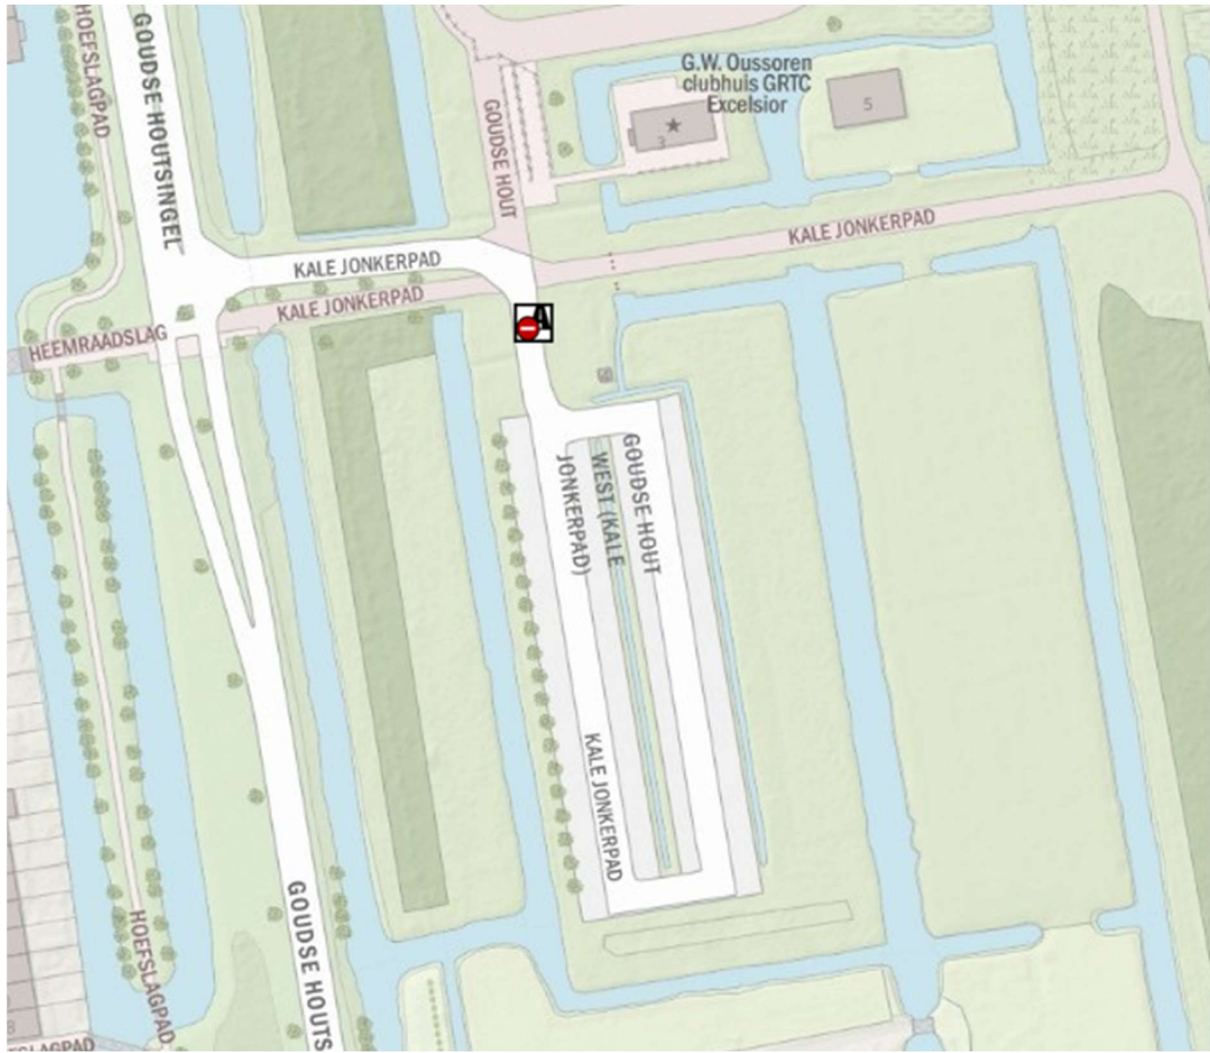 HOEFSLAGPAD
GOUDSE HOUTSINGEL
G.W. Oussoren
clubhuis GRTC
Excelsior
3
5
GOUDSE HOUT
KALE JONKERPAD
KALE JONKERPAD
KALE JONKERPAD
A
HEEMRAADSLAG
GOUDSE HOUT
WEST (KALE
JONKERPAD)
KALE JONKERPAD
GOUDSE HOUTS
HOEFSLAGPAD
8
SLAGPAD